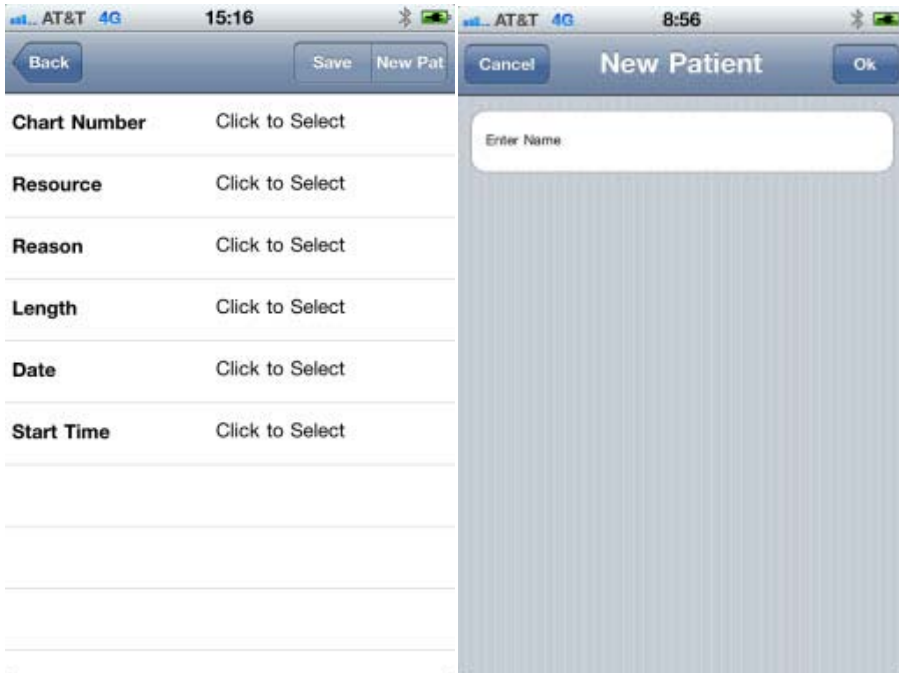 AT&T 4G 15:16
Back Save New Pat
Chart Number Click to Select
Resource Click to Select
Reason Click to Select
Length Click to Select
Date Click to Select
Start Time Click to Select
AT&T 4G 8:56
Cancel New Patient Ok
Enter Name